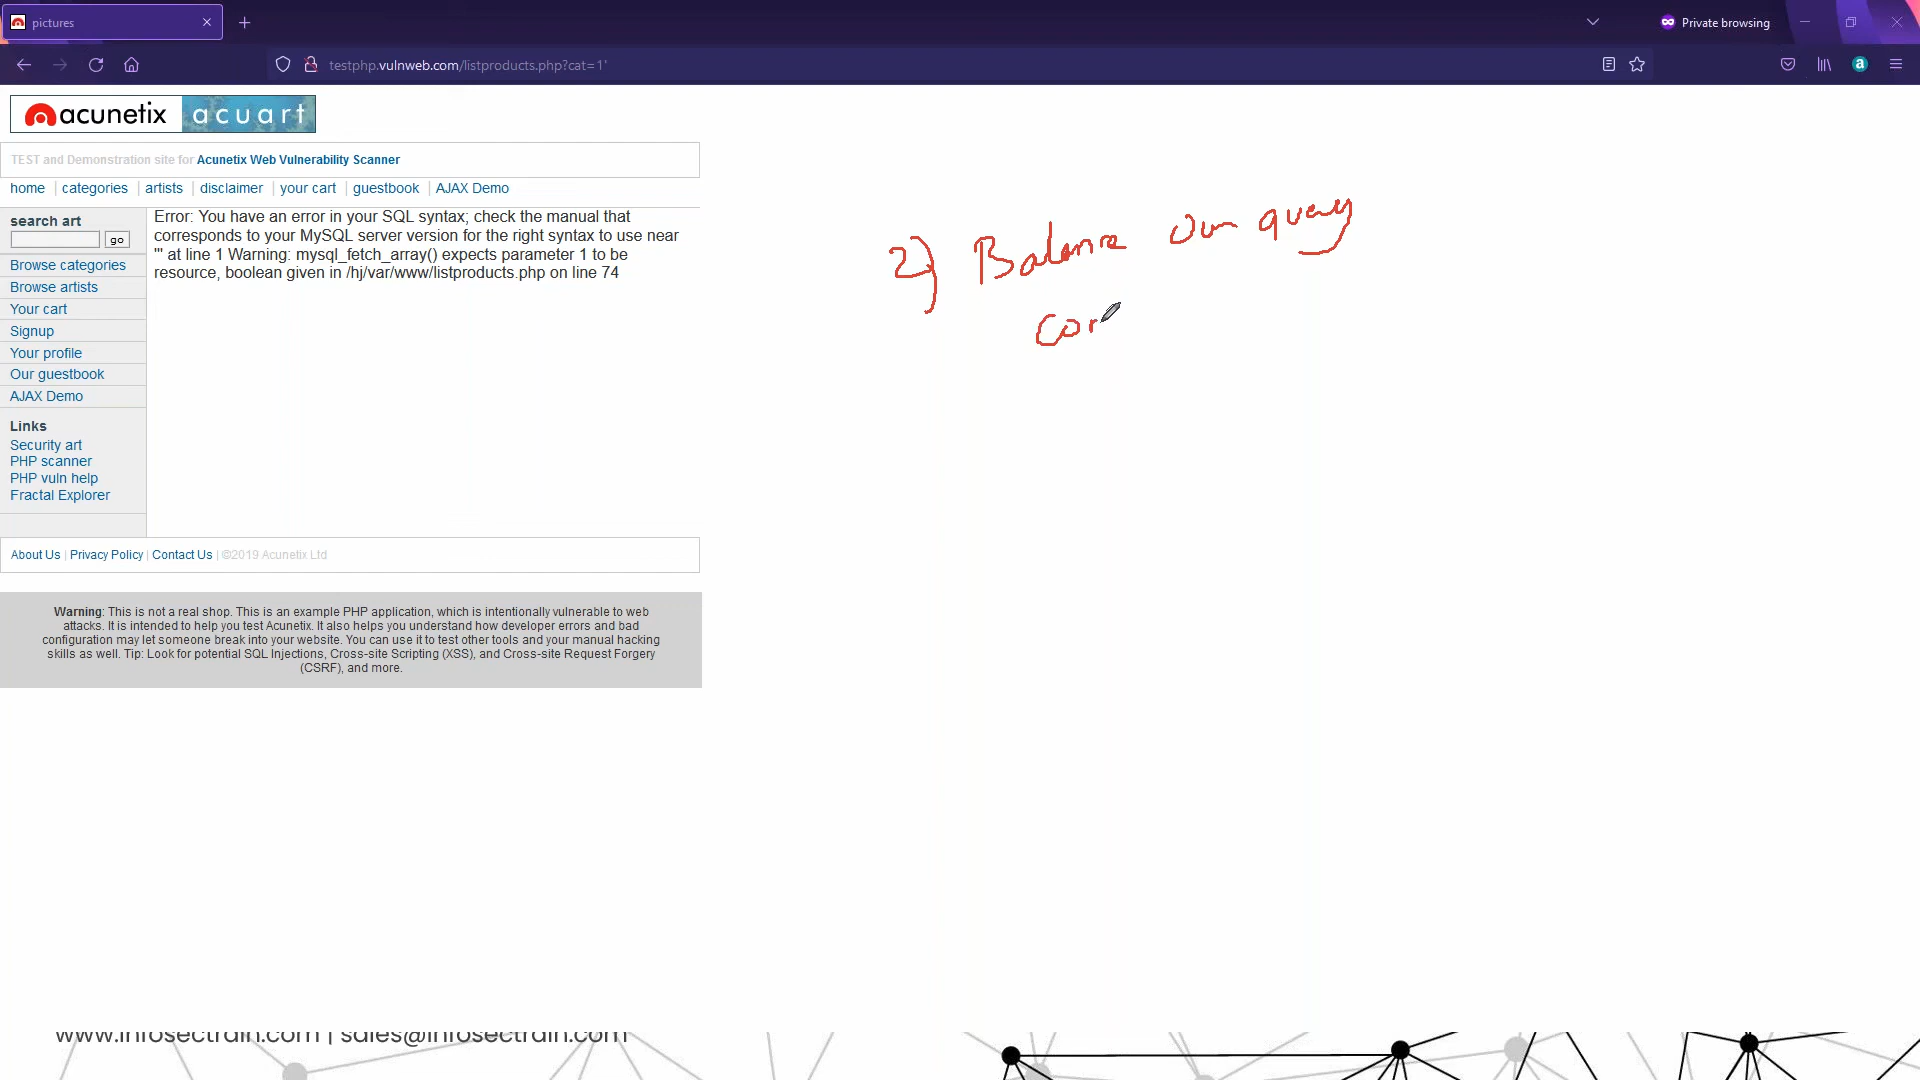 pictures
Private browsing
testphp.vulnweb.com/listproducts.php?cat=1'
a
acunetix acuart
TEST and Demonstration site for Acunetix Web Vulnerability Scanner
home | categories | artists | disclaimer | your cart | guestbook | AJAX Demo
search art
go
Browse categories
Browse artists
Your cart
Signup
Your profile
Our guestbook
AJAX Demo
Links
Security art
PHP scanner
PHP vuln help
Fractal Explorer
Error: You have an error in your SQL syntax; check the manual that
corresponds to your MySQL server version for the right syntax to use near
''' at line 1 Warning: mysql_fetch_array() expects parameter 1 to be
resource, boolean given in /hj/var/www/listproducts.php on line 74
2) Balance our query
Cor
About Us | Privacy Policy | Contact Us | ©2019 Acunetix Ltd
Warning: This is not a real shop. This is an example PHP application, which is intentionally vulnerable to web
attacks. It is intended to help you test Acunetix. It also helps you understand how developer errors and bad
configuration may let someone break into your website. You can use it to test other tools and your manual hacking
skills as well. Tip: Look for potential SQL Injections, Cross-site Scripting (XSS), and Cross-site Request Forgery
(CSRF), and more.
www.infosectrain.com | sales@infosectrain.com